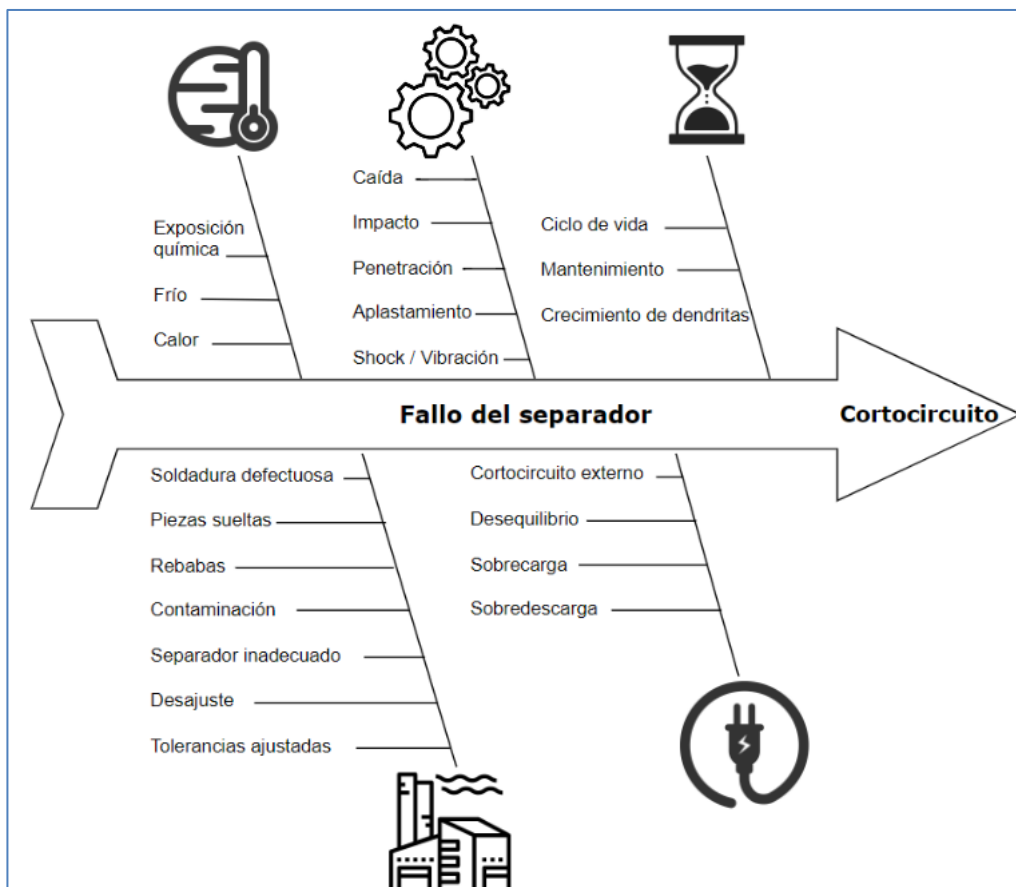 Exposición
química
Frío
Calor
Caída
Impacto
Penetración
Aplastamiento
Shock / Vibración
Ciclo de vida
Mantenimiento
Crecimiento de dendritas
Fallo del separador
Cortocircuito
Soldadura defectuosa
Piezas sueltas
Rebabas
Contaminación
Separador inadecuado
Desajuste
Tolerancias ajustadas
Cortocircuito externo
Desequilibrio
Sobrecarga
Sobredescarga